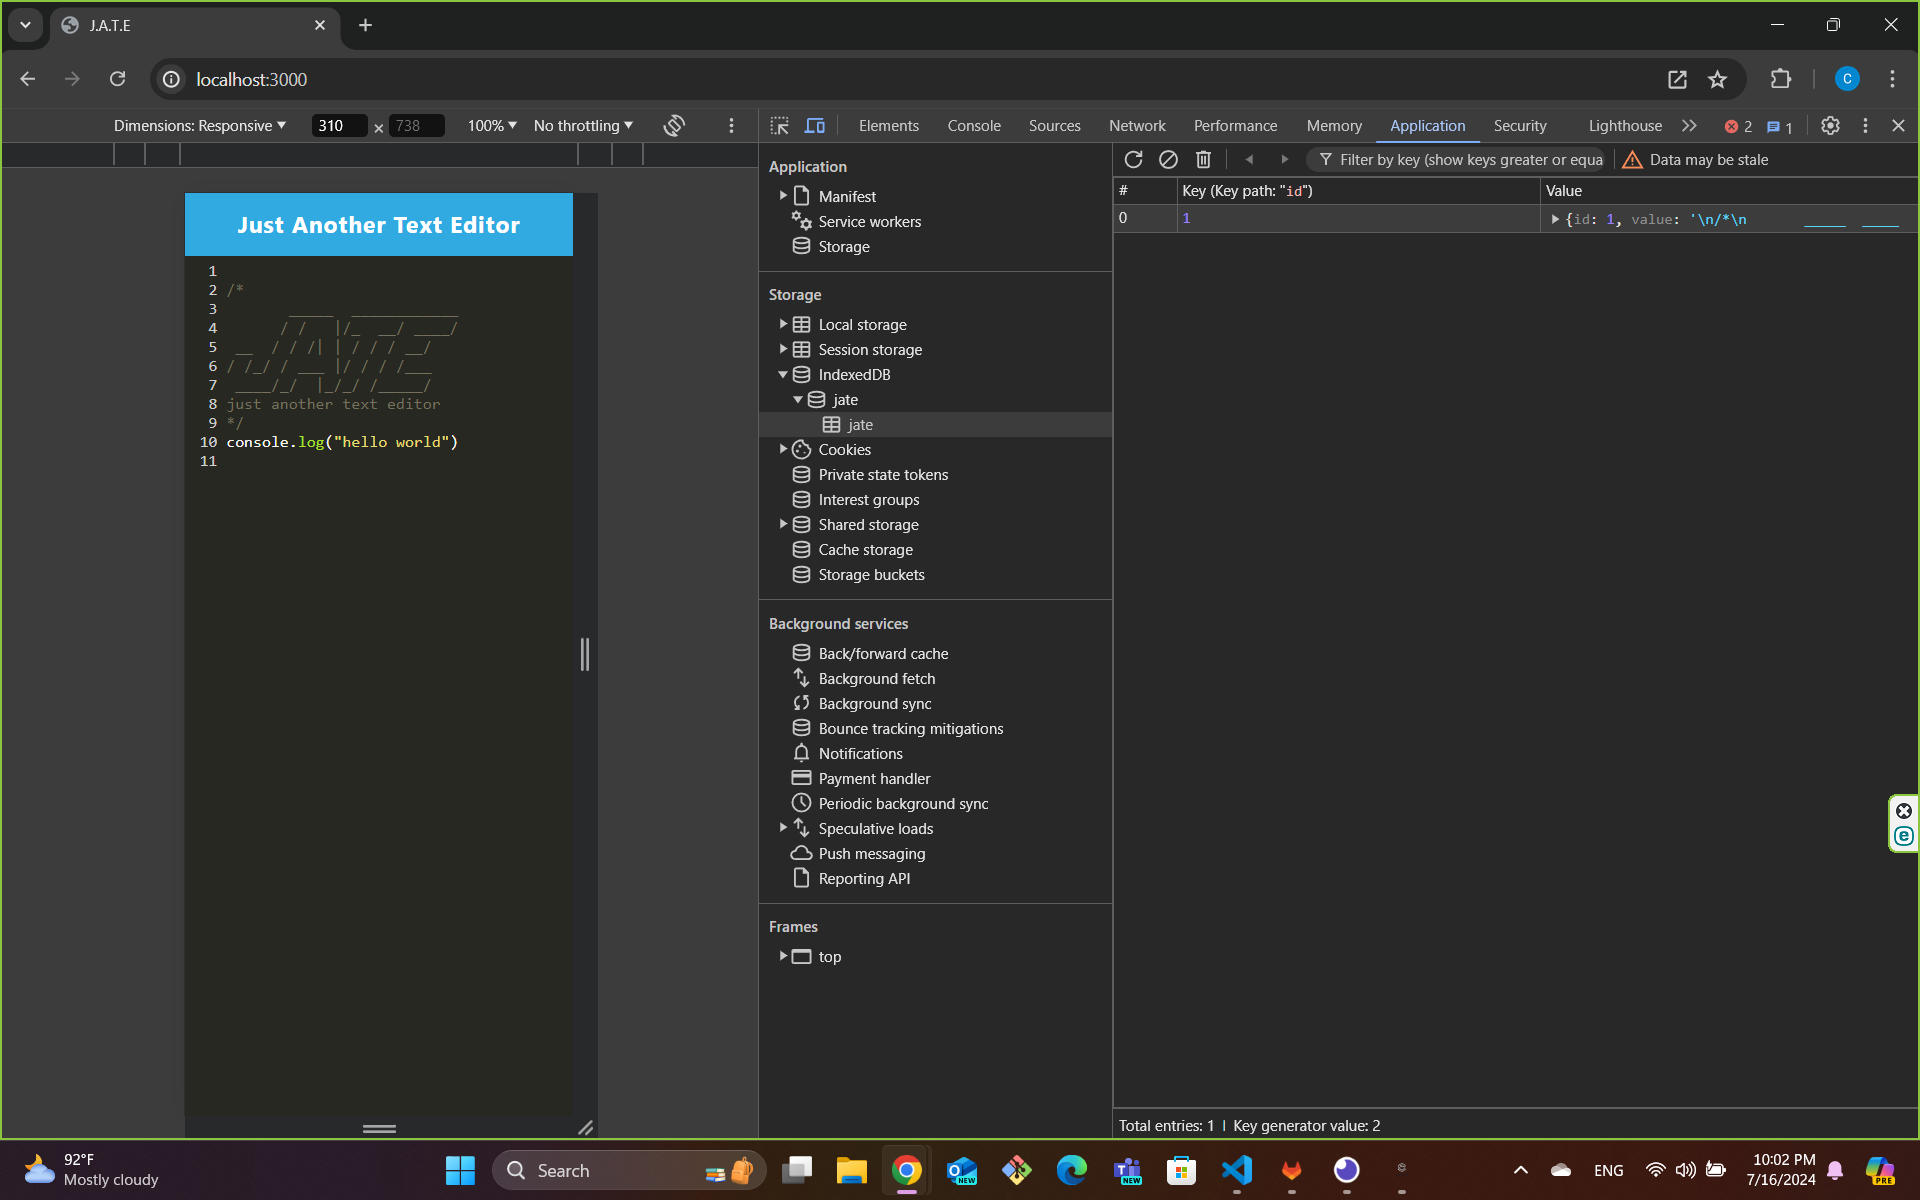 J.A.T.E
localhost:3000
C
Dimensions: Responsive 310 × 738 100% No throttling
Elements Console Sources Network Performance Memory Application Security Lighthouse 2 1
Just Another Text Editor
1
2 /*
3 _____ ____________
4 / / |/_ __/ ____/
5 __ / / /| | / / / __/
6 / /_/ / ___ |/ / / /___
7 ____/_/ |_/_/ /_____/
8 just another text editor
9 */
10 console.log("hello world")
11
Application
Manifest
Service workers
Storage
Storage
Local storage
Session storage
IndexedDB
jate
jate
Cookies
Private state tokens
Interest groups
Shared storage
Cache storage
Storage buckets
Background services
Back/forward cache
Background fetch
Background sync
Bounce tracking mitigations
Notifications
Payment handler
Periodic background sync
Speculative loads
Push messaging
Reporting API
Frames
top
Filter by key (show keys greater or equa
Data may be stale
# Key (Key path: "id") Value
0 1 {id: 1, value: '\n/*\n _____ ____
Total entries: 1 | Key generator value: 2
92°F
Mostly cloudy
Search
NEW
NEW
ENG
10:02 PM
7/16/2024
PRE